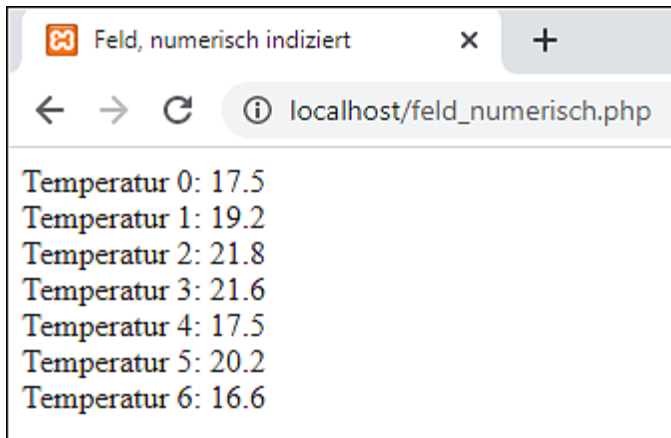 Feld, numerisch indiziert
localhost/feld_numerisch.php
Temperatur 0: 17.5
Temperatur 1: 19.2
Temperatur 2: 21.8
Temperatur 3: 21.6
Temperatur 4: 17.5
Temperatur 5: 20.2
Temperatur 6: 16.6